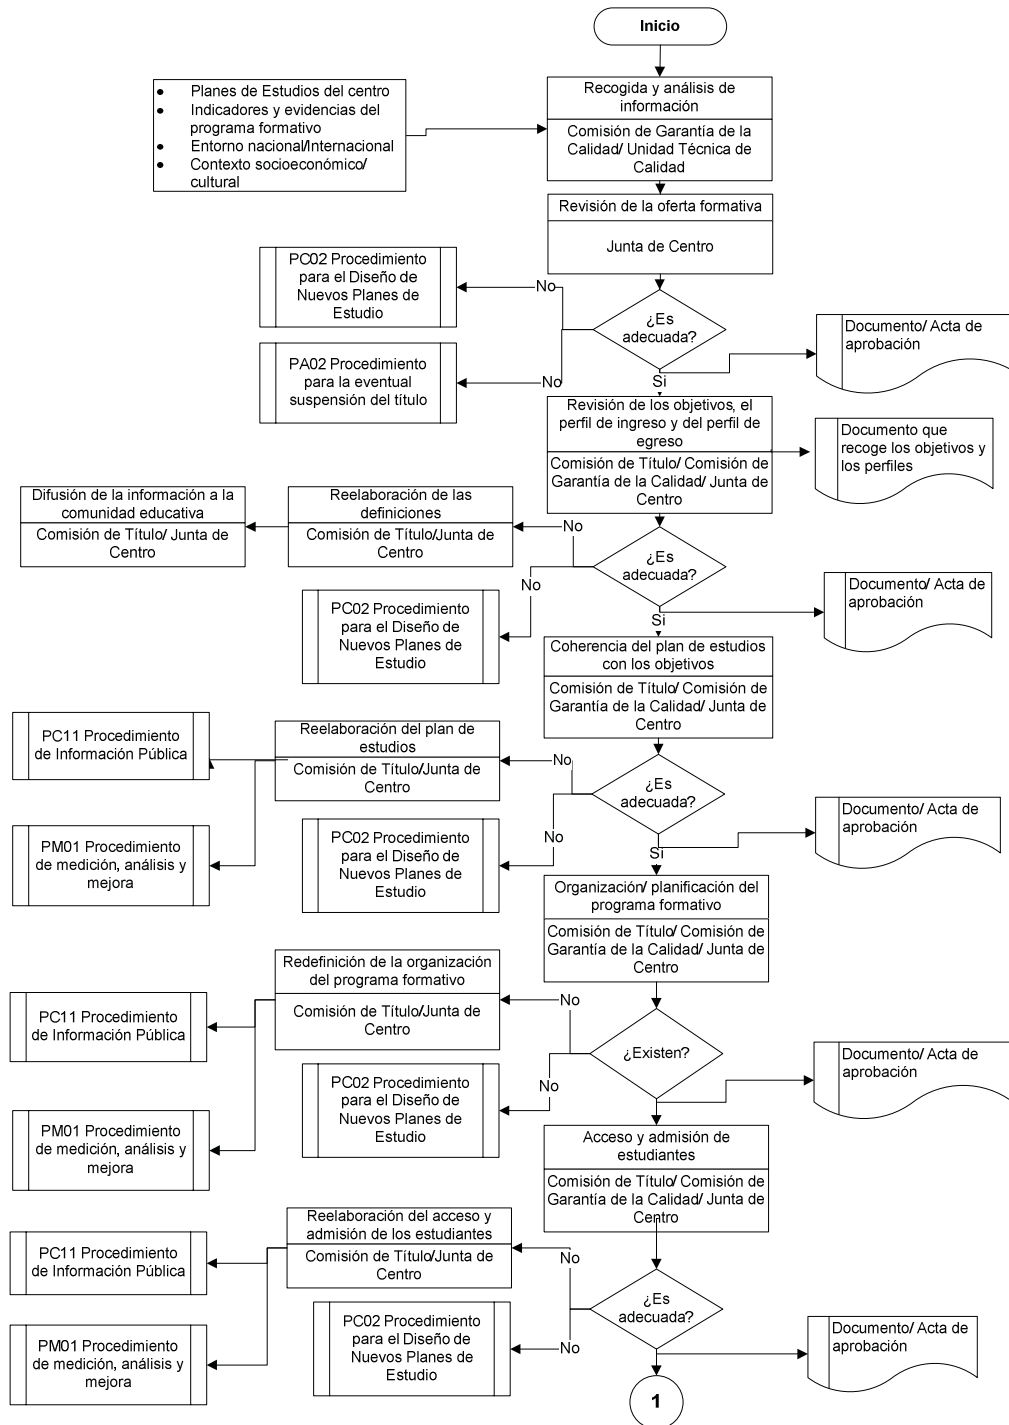 Inicio
Recogida y análisis de
información
Comisión de Garantía de la
Calidad/ Unidad Técnica de
Calidad
• Planes de Estudios del centro
• Indicadores y evidencias del
programa formativo
• Entorno nacional/Internacional
• Contexto socioeconómico/
cultural
Revisión de la oferta formativa
Junta de Centro
PC02 Procedimiento
para el Diseño de
Nuevos Planes de
Estudio
No
¿Es
adecuada?
Documento/ Acta de
aprobación
PA02 Procedimiento
para la eventual
suspensión del título
No
Si
Revisión de los objetivos, el
perfil de ingreso y del perfil de
egreso
Comisión de Título/ Comisión de
Garantía de la Calidad/ Junta de
Centro
Documento que
recoge los objetivos y
los perfiles
Difusión de la información a la
comunidad educativa
Comisión de Título/ Junta de
Centro
Reelaboración de las
definiciones
Comisión de Título/Junta de
Centro
No
¿Es
adecuada?
No
Documento/ Acta de
aprobación
PC02 Procedimiento
para el Diseño de
Nuevos Planes de
Estudio
Si
Coherencia del plan de estudios
con los objetivos
Comisión de Título/ Comisión de
Garantía de la Calidad/ Junta de
Centro
PC11 Procedimiento
de Información Pública
Reelaboración del plan de
estudios
Comisión de Título/Junta de
Centro
No
¿Es
adecuada?
Documento/ Acta de
aprobación
PM01 Procedimiento
de medición, análisis y
mejora
PC02 Procedimiento
para el Diseño de
Nuevos Planes de
Estudio
No
Si
Organización/ planificación del
programa formativo
Comisión de Título/ Comisión de
Garantía de la Calidad/ Junta de
Centro
Redefinición de la organización
del programa formativo
Comisión de Título/Junta de
Centro
No
PC11 Procedimiento
de Información Pública
¿Existen?
Documento/ Acta de
aprobación
PC02 Procedimiento
para el Diseño de
Nuevos Planes de
Estudio
No
PM01 Procedimiento
de medición, análisis y
mejora
Acceso y admisión de
estudiantes
Comisión de Título/ Comisión de
Garantía de la Calidad/ Junta de
Centro
Reelaboración del acceso y
admisión de los estudiantes
Comisión de Título/Junta de
Centro
No
PC11 Procedimiento
de Información Pública
¿Es
adecuada?
PC02 Procedimiento
para el Diseño de
Nuevos Planes de
Estudio
No
Documento/ Acta de
aprobación
PM01 Procedimiento
de medición, análisis y
mejora
1